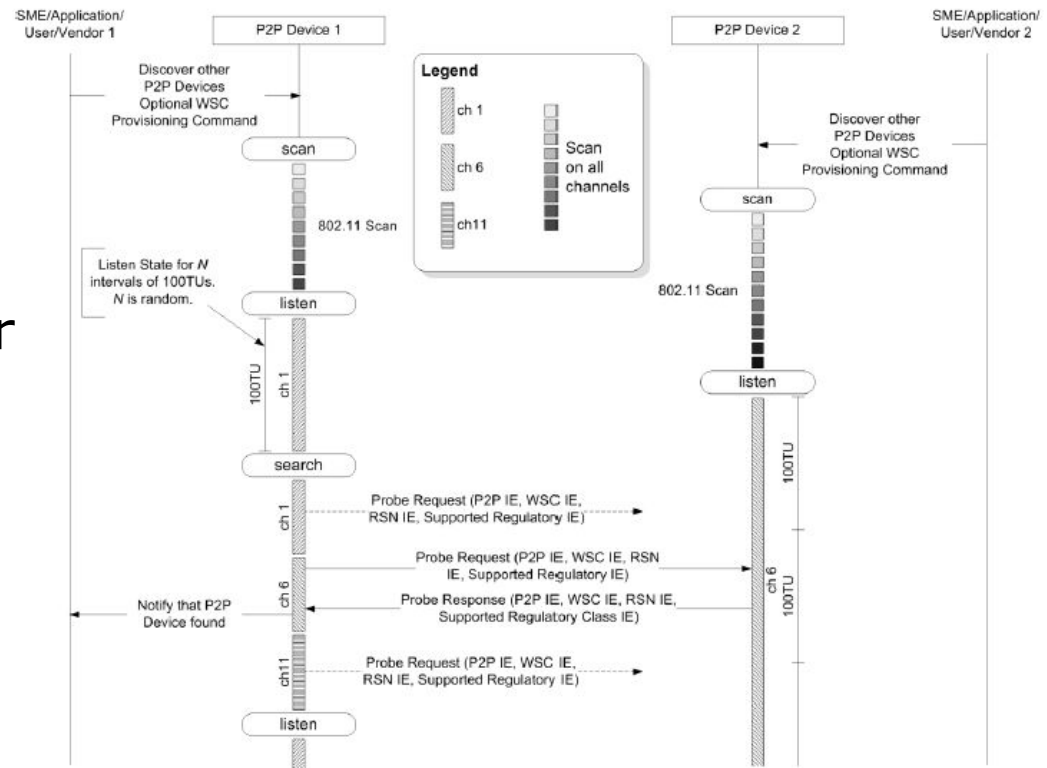 SME/Application/
User/Vendor 1
P2P Device 1
P2P Device 2
SME/Application/
User/Vendor 2
Discover other
P2P Devices
Optional WSC
Provisioning Command
Legend
ch 1
ch 6
ch11
Scan
on all
channels
Discover other
P2P Devices
Optional WSC
Provisioning Command
scan
scan
802.11 Scan
802.11 Scan
Listen State for N
intervals of 100TUs.
N is random.
r
listen
listen
100TU
ch 1
100TU
search
ch 1
Probe Request (P2P IE, WSC IE,
RSN IE, Supported Regulatory IE)
ch 6
Probe Request (P2P IE, WSC IE, RSN
IE, Supported Regulatory IE)
ch 6
100TU
Notify that P2P
Device found
Probe Response (P2P IE, WSC IE, RSN IE,
Supported Regulatory Class IE)
ch11
Probe Request (P2P IE, WSC IE,
RSN IE, Supported Regulatory IE)
listen